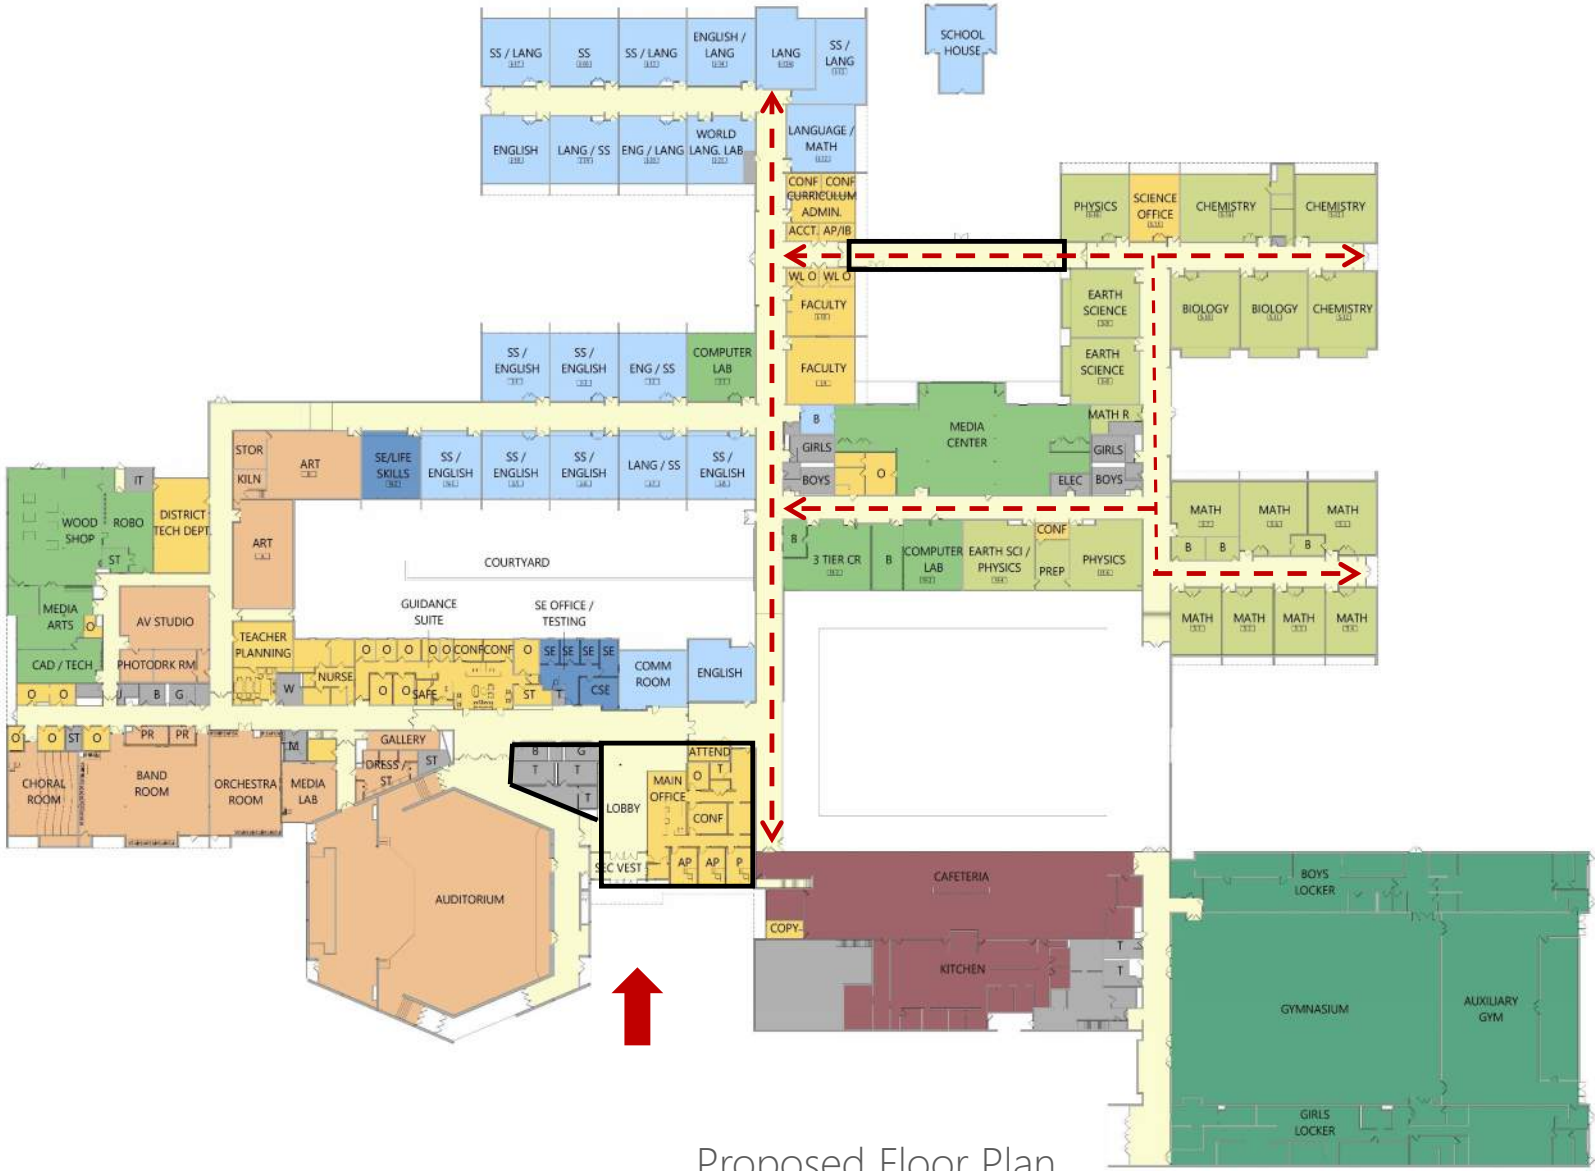 SCHOOL
HOUSE
SS / LANG
SS
SS / LANG
ENGLISH /
LANG
LANG
SS /
LANG
ENGLISH
LANG / SS
ENG / LANG
WORLD
LANG. LAB
LANGUAGE /
MATH
CONF
CONF
CURRICULUM
ADMIN.
ACCT.
AP/IB
PHYSICS
SCIENCE
OFFICE
CHEMISTRY
CHEMISTRY
WL O
WL O
FACULTY
FACULTY
EARTH
SCIENCE
EARTH
SCIENCE
BIOLOGY
BIOLOGY
CHEMISTRY
SS /
ENGLISH
SS /
ENGLISH
ENG / SS
COMPUTER
LAB
MATH R
B
GIRLS
BOYS
O
MEDIA
CENTER
GIRLS
ELEC
BOYS
STOR
KILN
ART
SE/LIFE
SKILLS
SS /
ENGLISH
SS /
ENGLISH
SS /
ENGLISH
LANG / SS
SS /
ENGLISH
IT
WOOD
SHOP
ROBO
ST
DISTRICT
TECH DEPT.
ART
COURTYARD
B
3 TIER CR
B
COMPUTER
LAB
EARTH SCI /
PHYSICS
CONF
PREP
PHYSICS
MATH
MATH
MATH
B
B
B
MATH
MATH
MATH
MATH
MEDIA
ARTS
O
CAD / TECH
AV STUDIO
PHOTO
DRK RM
O
O
B
G
TEACHER
PLANNING
W
NURSE
GUIDANCE
SUITE
O
O
O
O
O
CONF
CONF
O
O
O
SAFE
ST
T
SE OFFICE /
TESTING
SE
SE
SE
SE
CSE
COMM
ROOM
ENGLISH
O
O
ST
O
PR
PR
CHORAL
ROOM
BAND
ROOM
ORCHESTRA
ROOM
MEDIA
LAB
GALLERY
DRESS /
ST
ST
AUDITORIUM
B
G
T
T
T
LOBBY
SEC VEST
MAIN
OFFICE
ATTEND
O
T
CONF
AP
AP
P
CAFETERIA
COPY
KITCHEN
T
T
BOYS
LOCKER
GYMNASIUM
AUXILIARY
GYM
GIRLS
LOCKER
Proposed Floor Plan